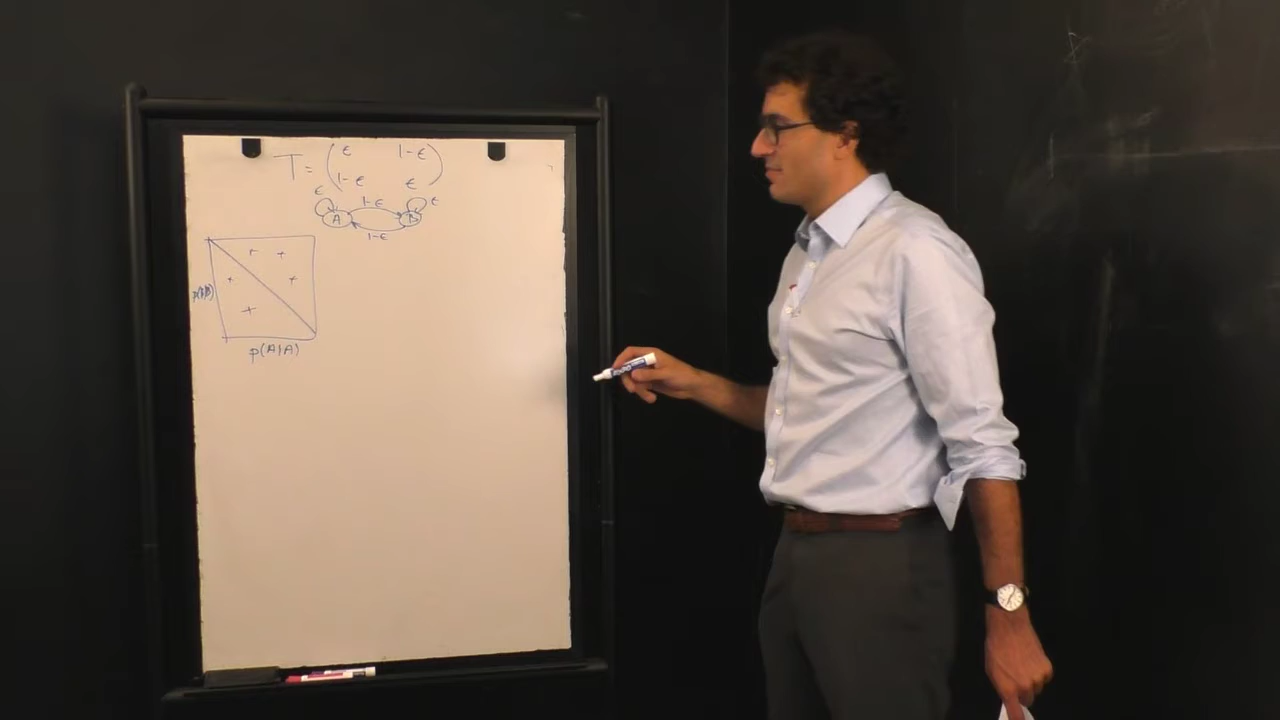 T = ( ε 1-ε
1-ε ε )
ε 1-ε ε
A B
1-ε
p(B|B)
p(A|A)